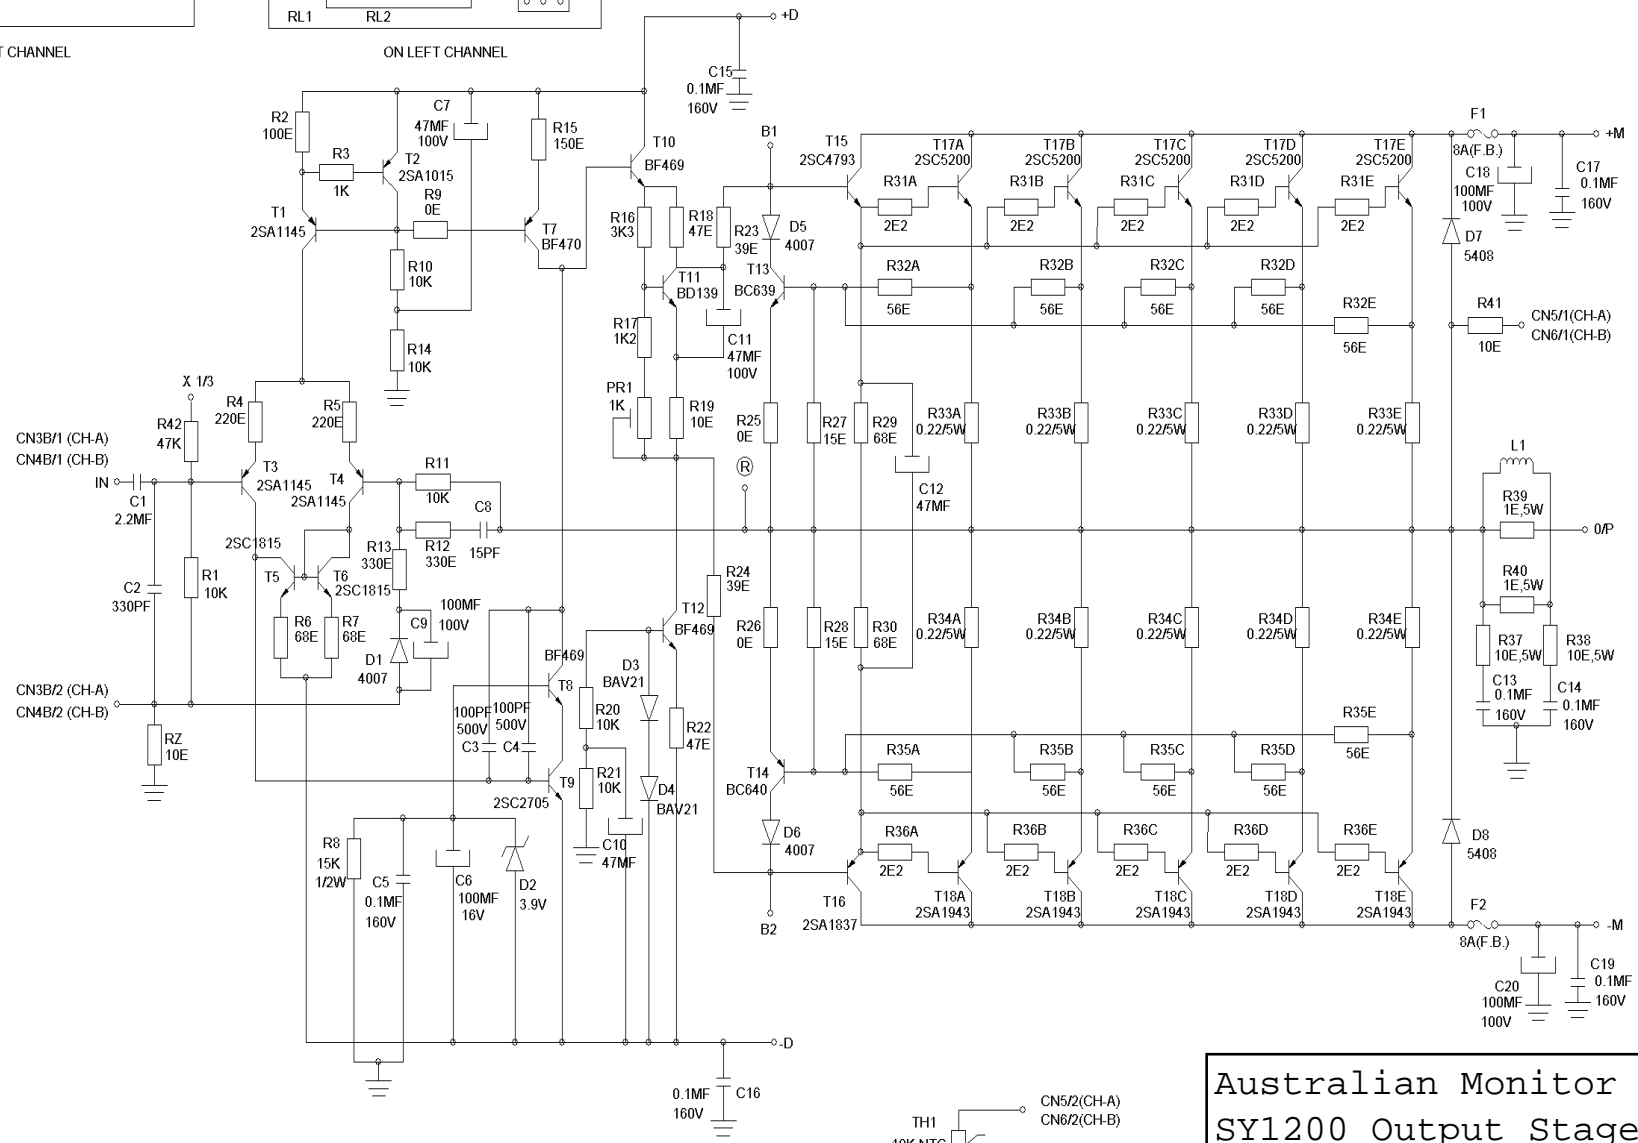 RL1
RL2
T CHANNEL
ON LEFT CHANNEL
+D
C15
0.1MF
160V
R2
100E
C7
47MF
100V
R15
150E
R3
1K
T2
2SA1015
R9
0E
T1
2SA1145
T7
BF470
T10
BF469
R10
10K
R14
10K
R16
3K3
R18
47E
R23
39E
T11
BD139
R17
1K2
PR1
1K
R19
10E
C11
47MF
100V
B1
D5
4007
T13
BC639
T15
2SC4793
T17A
2SC5200
T17B
2SC5200
T17C
2SC5200
T17D
2SC5200
T17E
2SC5200
R31A
2E2
R31B
2E2
R31C
2E2
R31D
2E2
R31E
2E2
R32A
56E
R32B
56E
R32C
56E
R32D
56E
R32E
56E
F1
8A(F.B.)
+M
C18
100MF
100V
C17
0.1MF
160V
D7
5408
R41
10E
CN5/1(CH-A)
CN6/1(CH-B)
X 1/3
R42
47K
R4
220E
R5
220E
CN3B/1 (CH-A)
CN4B/1 (CH-B)
IN
C1
2.2MF
T3
2SA1145
T4
2SA1145
R11
10K
R12
330E
C8
15PF
R13
330E
2SC1815
T5
T6
2SC1815
C2
330PF
R1
10K
R6
68E
R7
68E
100MF
100V
C9
D1
4007
CN3B/2 (CH-A)
CN4B/2 (CH-B)
RZ
10E
R25
0E
R27
15E
R29
68E
R
C12
47MF
R33A
0.22/5W
R33B
0.22/5W
R33C
0.22/5W
R33D
0.22/5W
R33E
0.22/5W
L1
R39
1E,5W
0/P
R40
1E,5W
R37
10E,5W
R38
10E,5W
C13
0.1MF
160V
C14
0.1MF
160V
R24
39E
R26
0E
R28
15E
R30
68E
R34A
0.22/5W
R34B
0.22/5W
R34C
0.22/5W
R34D
0.22/5W
R34E
0.22/5W
T12
BF469
BF469
T8
D3
BAV21
R20
10K
R22
47E
100PF
500V
C3
100PF
500V
C4
T9
2SC2705
R21
10K
D4
BAV21
C10
47MF
R8
15K
1/2W
C5
0.1MF
160V
C6
100MF
16V
D2
3.9V
T14
BC640
D6
4007
B2
T16
2SA1837
R35A
56E
R35B
56E
R35C
56E
R35D
56E
R35E
56E
R36A
2E2
R36B
2E2
R36C
2E2
R36D
2E2
R36E
2E2
T18A
2SA1943
T18B
2SA1943
T18C
2SA1943
T18D
2SA1943
T18E
2SA1943
D8
5408
F2
8A(F.B.)
-M
C20
100MF
100V
C19
0.1MF
160V
-D
0.1MF
160V
C16
TH1
CN5/2(CH-A)
CN6/2(CH-B)
10K NTC
Australian Monitor
SY1200 Output Stage